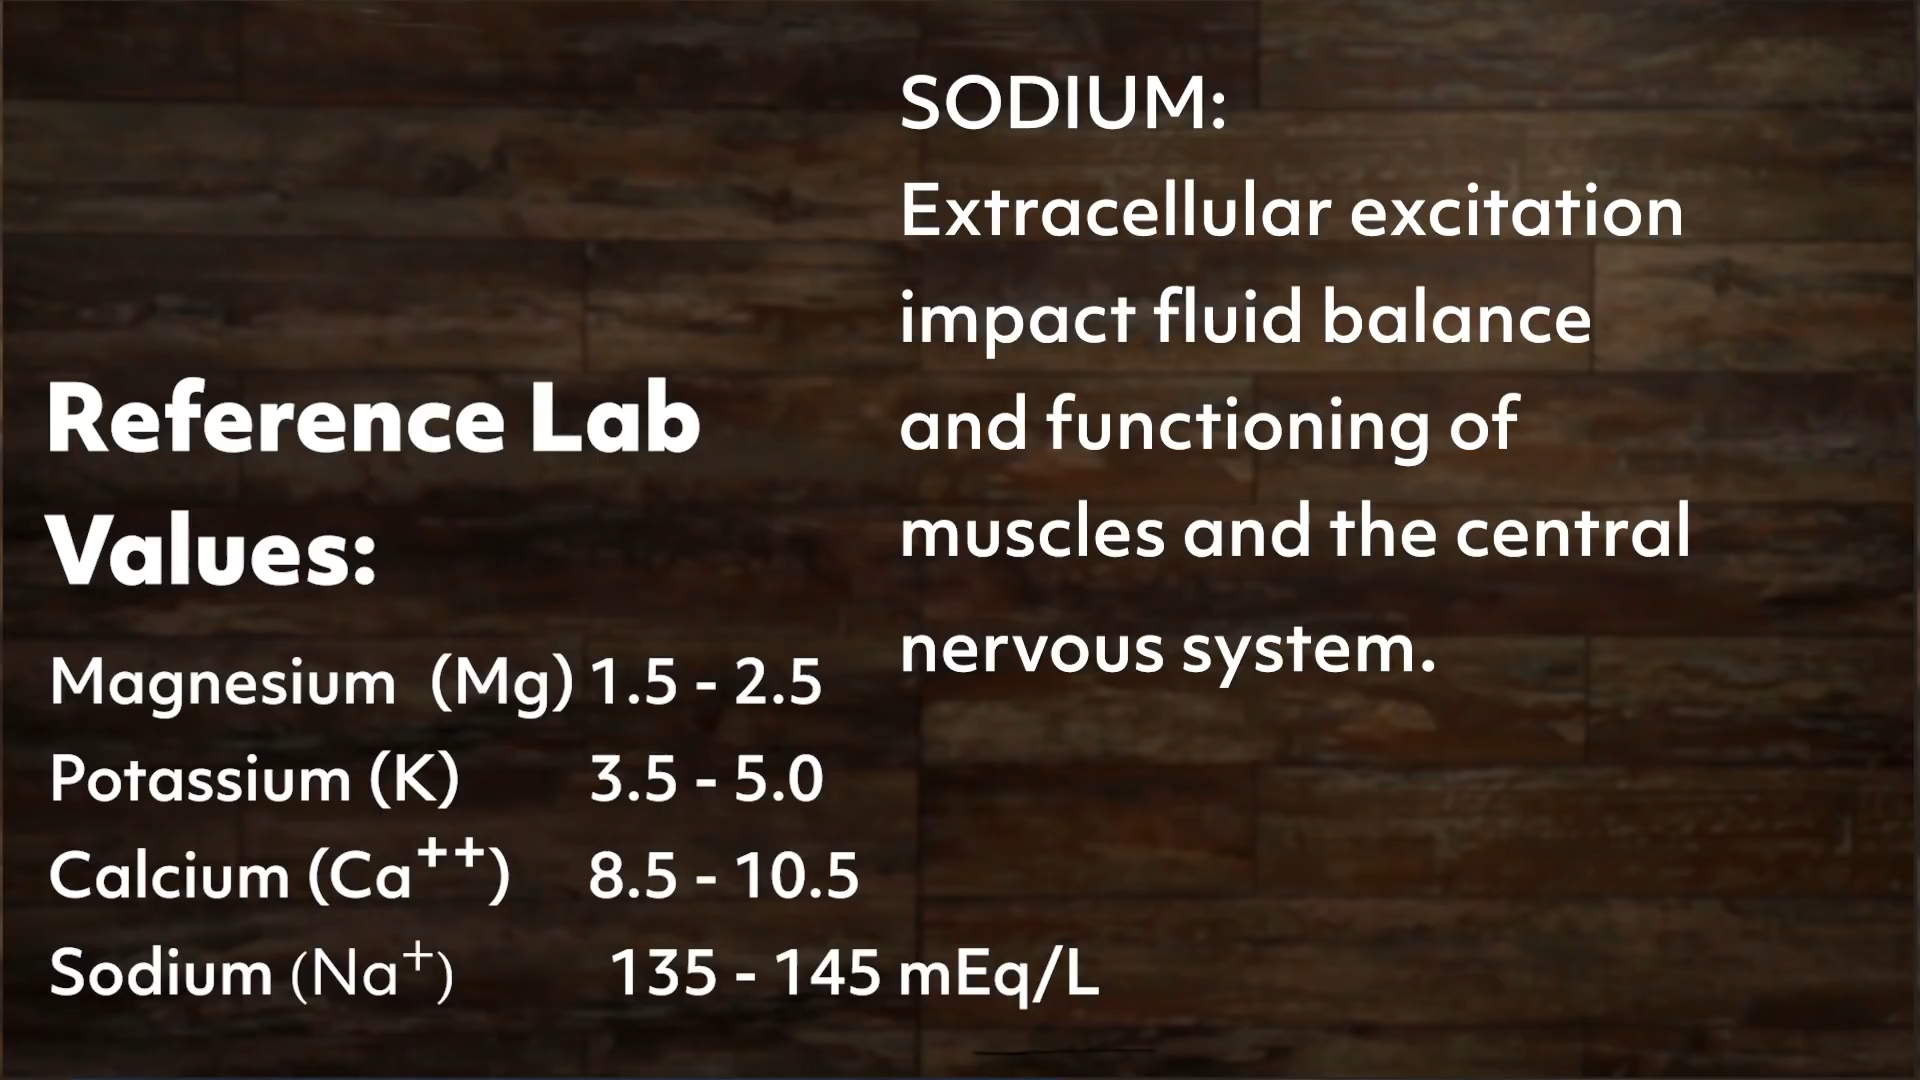 Reference Lab
Values:
Magnesium (Mg) 1.5 - 2.5
Potassium (K) 3.5 - 5.0
Calcium (Ca⁺⁺) 8.5 - 10.5
Sodium (Na⁺) 135 - 145 mEq/L
SODIUM:
Extracellular excitation
impact fluid balance
and functioning of
muscles and the central
nervous system.